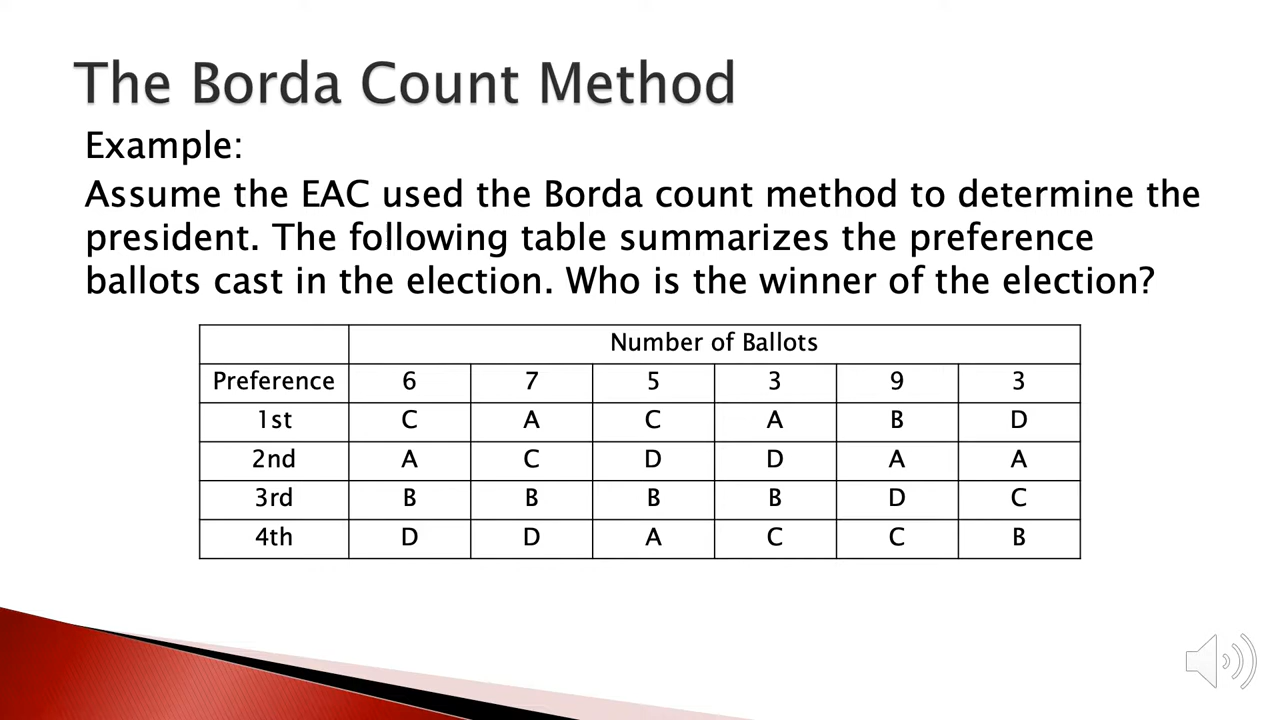 The Borda Count Method
Example:
Assume the EAC used the Borda count method to determine the
president. The following table summarizes the preference
ballots cast in the election. Who is the winner of the election?
Number of Ballots
Preference 6 7 5 3 9 3
1st C A C A B D
2nd A C D D A A
3rd B B B B D C
4th D D A C C B